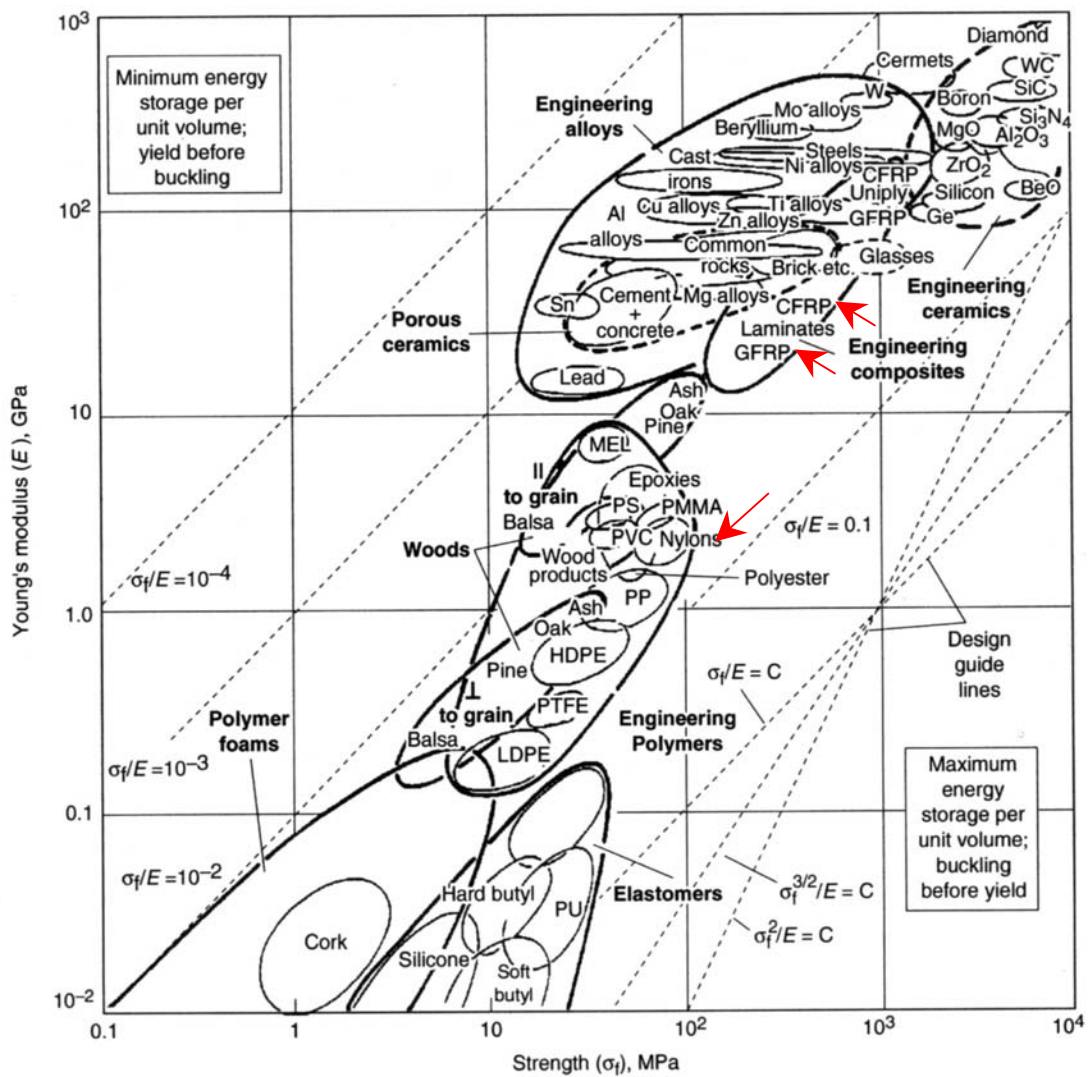 10³
Minimum energy
storage per
unit volume;
yield before
buckling
Engineering
alloys
Diamond
Cermets
WC
W
SiC
Boron
Mo alloys
Si₃N₄
Beryllium
MgO
Al₂O₃
Steels
Cast
Ni alloys
ZrO₂
CFRP
irons
Uniply
Silicon
BeO
10²
Al
Cu alloys
Ti alloys
Zn alloys
GFRP
Ge
alloys
Common
Glasses
rocks
Brick etc.
Engineering
ceramics
Sn
Cement
+
concrete
Mg alloys
CFRP
Porous
ceramics
Laminates
GFRP
Engineering
composites
Lead
Ash
Oak
Pine
10
MEL
||
to grain
Epoxies
PS
PMMA
Balsa
PVC
Nylons
σf/E = 0.1
Woods
Wood
products
Polyester
σf/E = 10⁻⁴
PP
1.0
Ash
Oak
HDPE
Design
guide
lines
Pine
σf/E = C
⊥
to grain
PTFE
Polymer
foams
Engineering
Polymers
Balsa
LDPE
σf/E = 10⁻³
Maximum
energy
storage per
unit volume;
buckling
before yield
0.1
σf/E = 10⁻²
Hard butyl
Elastomers
σf³ᐟ²/E = C
PU
σf²/E = C
Cork
Silicone
Soft
butyl
10⁻²
0.1
1
10
10²
10³
10⁴
Young's modulus (E), GPa
Strength (σf), MPa